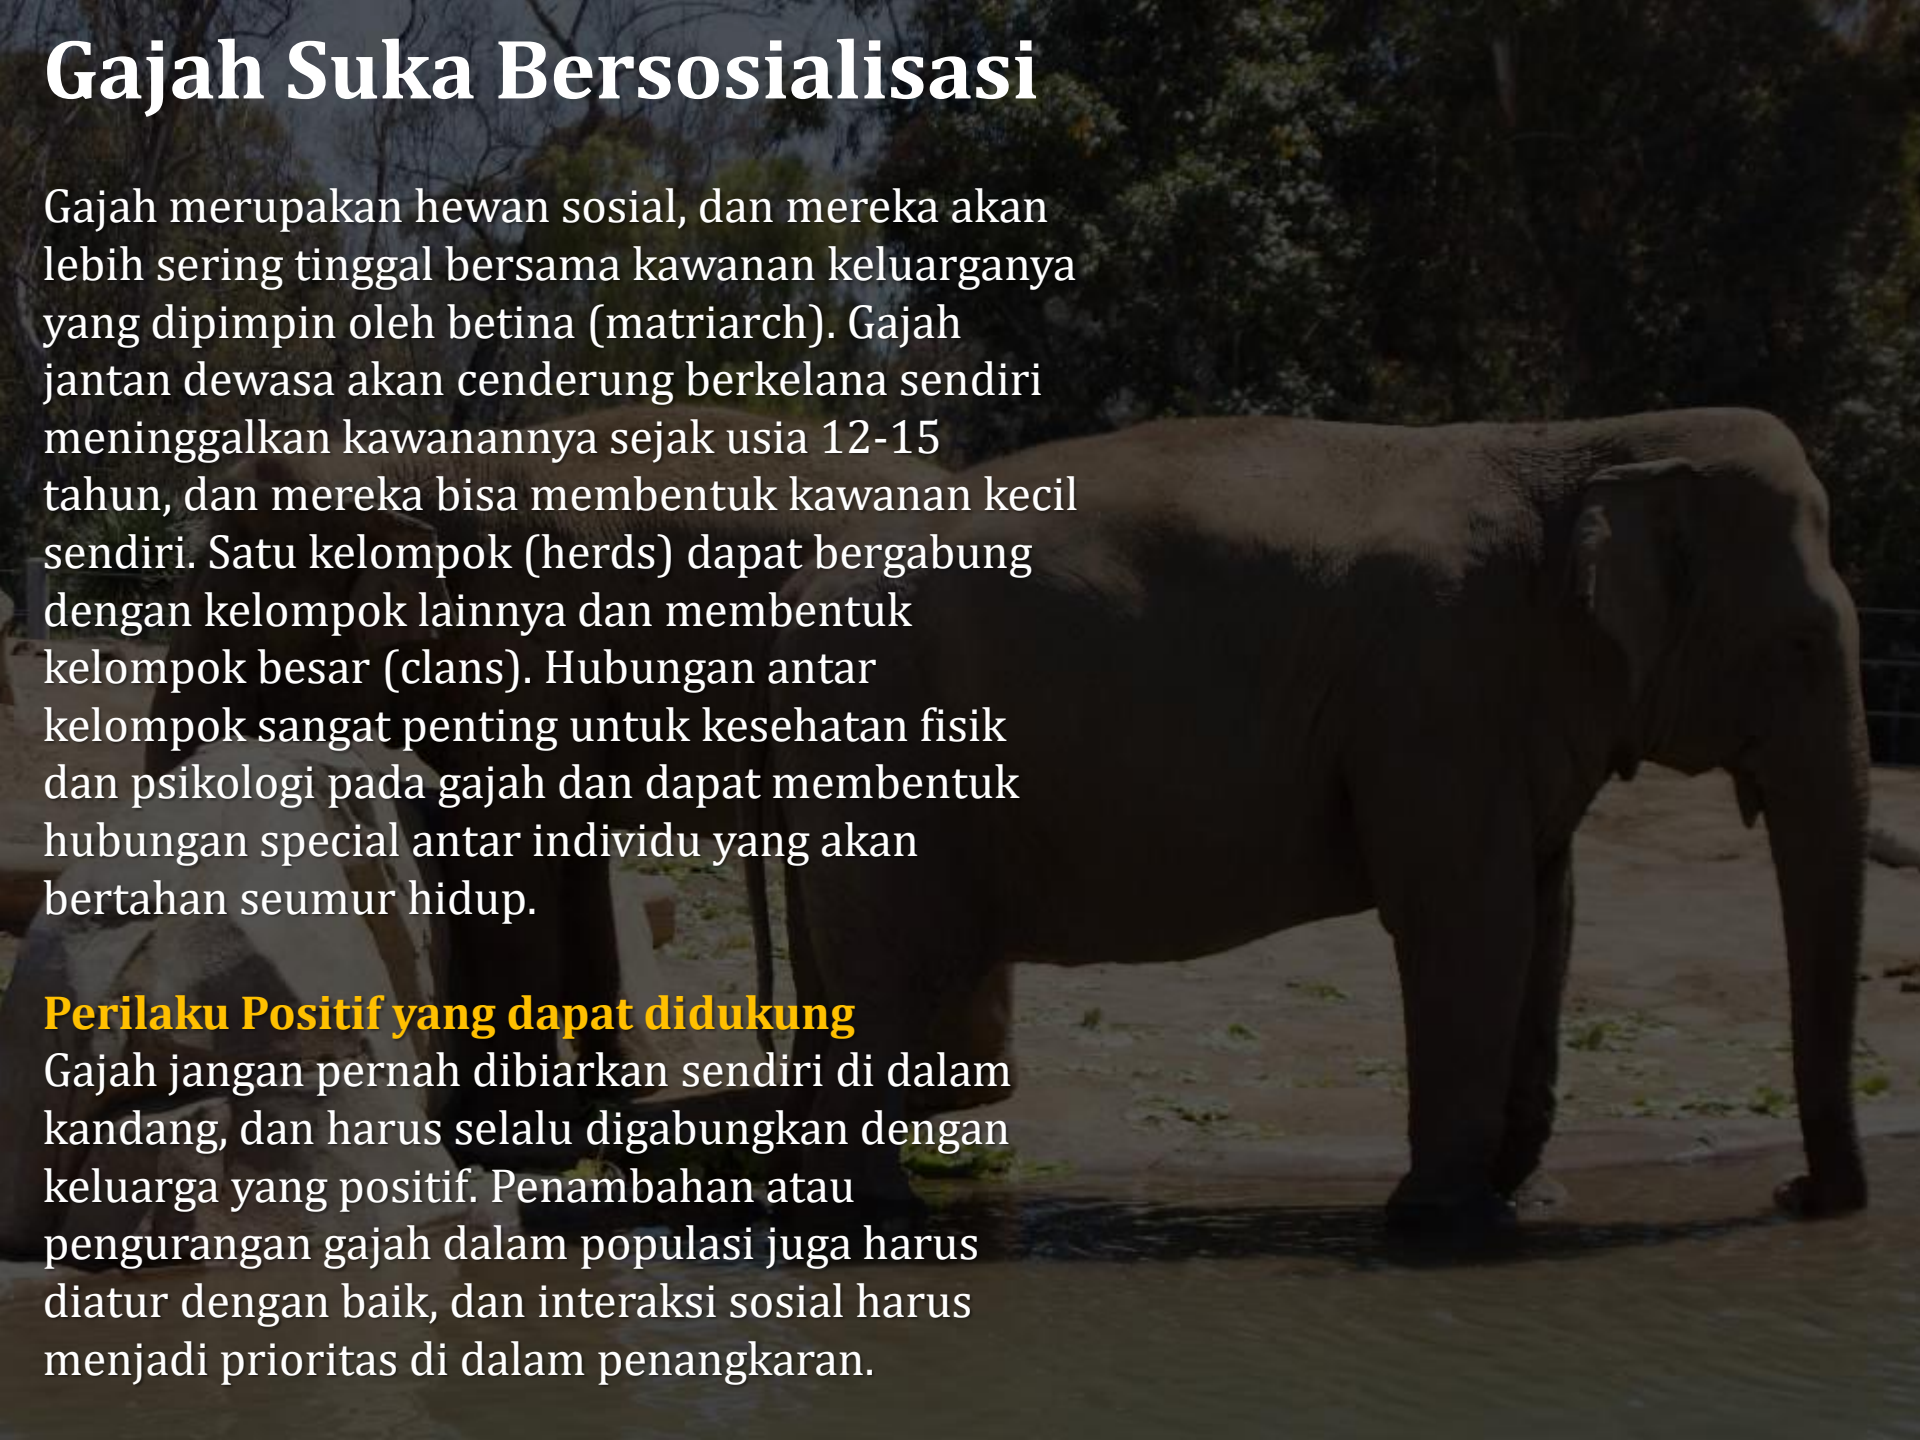 Gajah Suka Bersosialisasi
Gajah merupakan hewan sosial, dan mereka akan
lebih sering tinggal bersama kawanan keluarganya
yang dipimpin oleh betina (matriarch). Gajah
jantan dewasa akan cenderung berkelana sendiri
meninggalkan kawanannya sejak usia 12-15
tahun, dan mereka bisa membentuk kawanan kecil
sendiri. Satu kelompok (herds) dapat bergabung
dengan kelompok lainnya dan membentuk
kelompok besar (clans). Hubungan antar
kelompok sangat penting untuk kesehatan fisik
dan psikologi pada gajah dan dapat membentuk
hubungan special antar individu yang akan
bertahan seumur hidup.
Perilaku Positif yang dapat didukung
Gajah jangan pernah dibiarkan sendiri di dalam
kandang, dan harus selalu digabungkan dengan
keluarga yang positif. Penambahan atau
pengurangan gajah dalam populasi juga harus
diatur dengan baik, dan interaksi sosial harus
menjadi prioritas di dalam penangkaran.